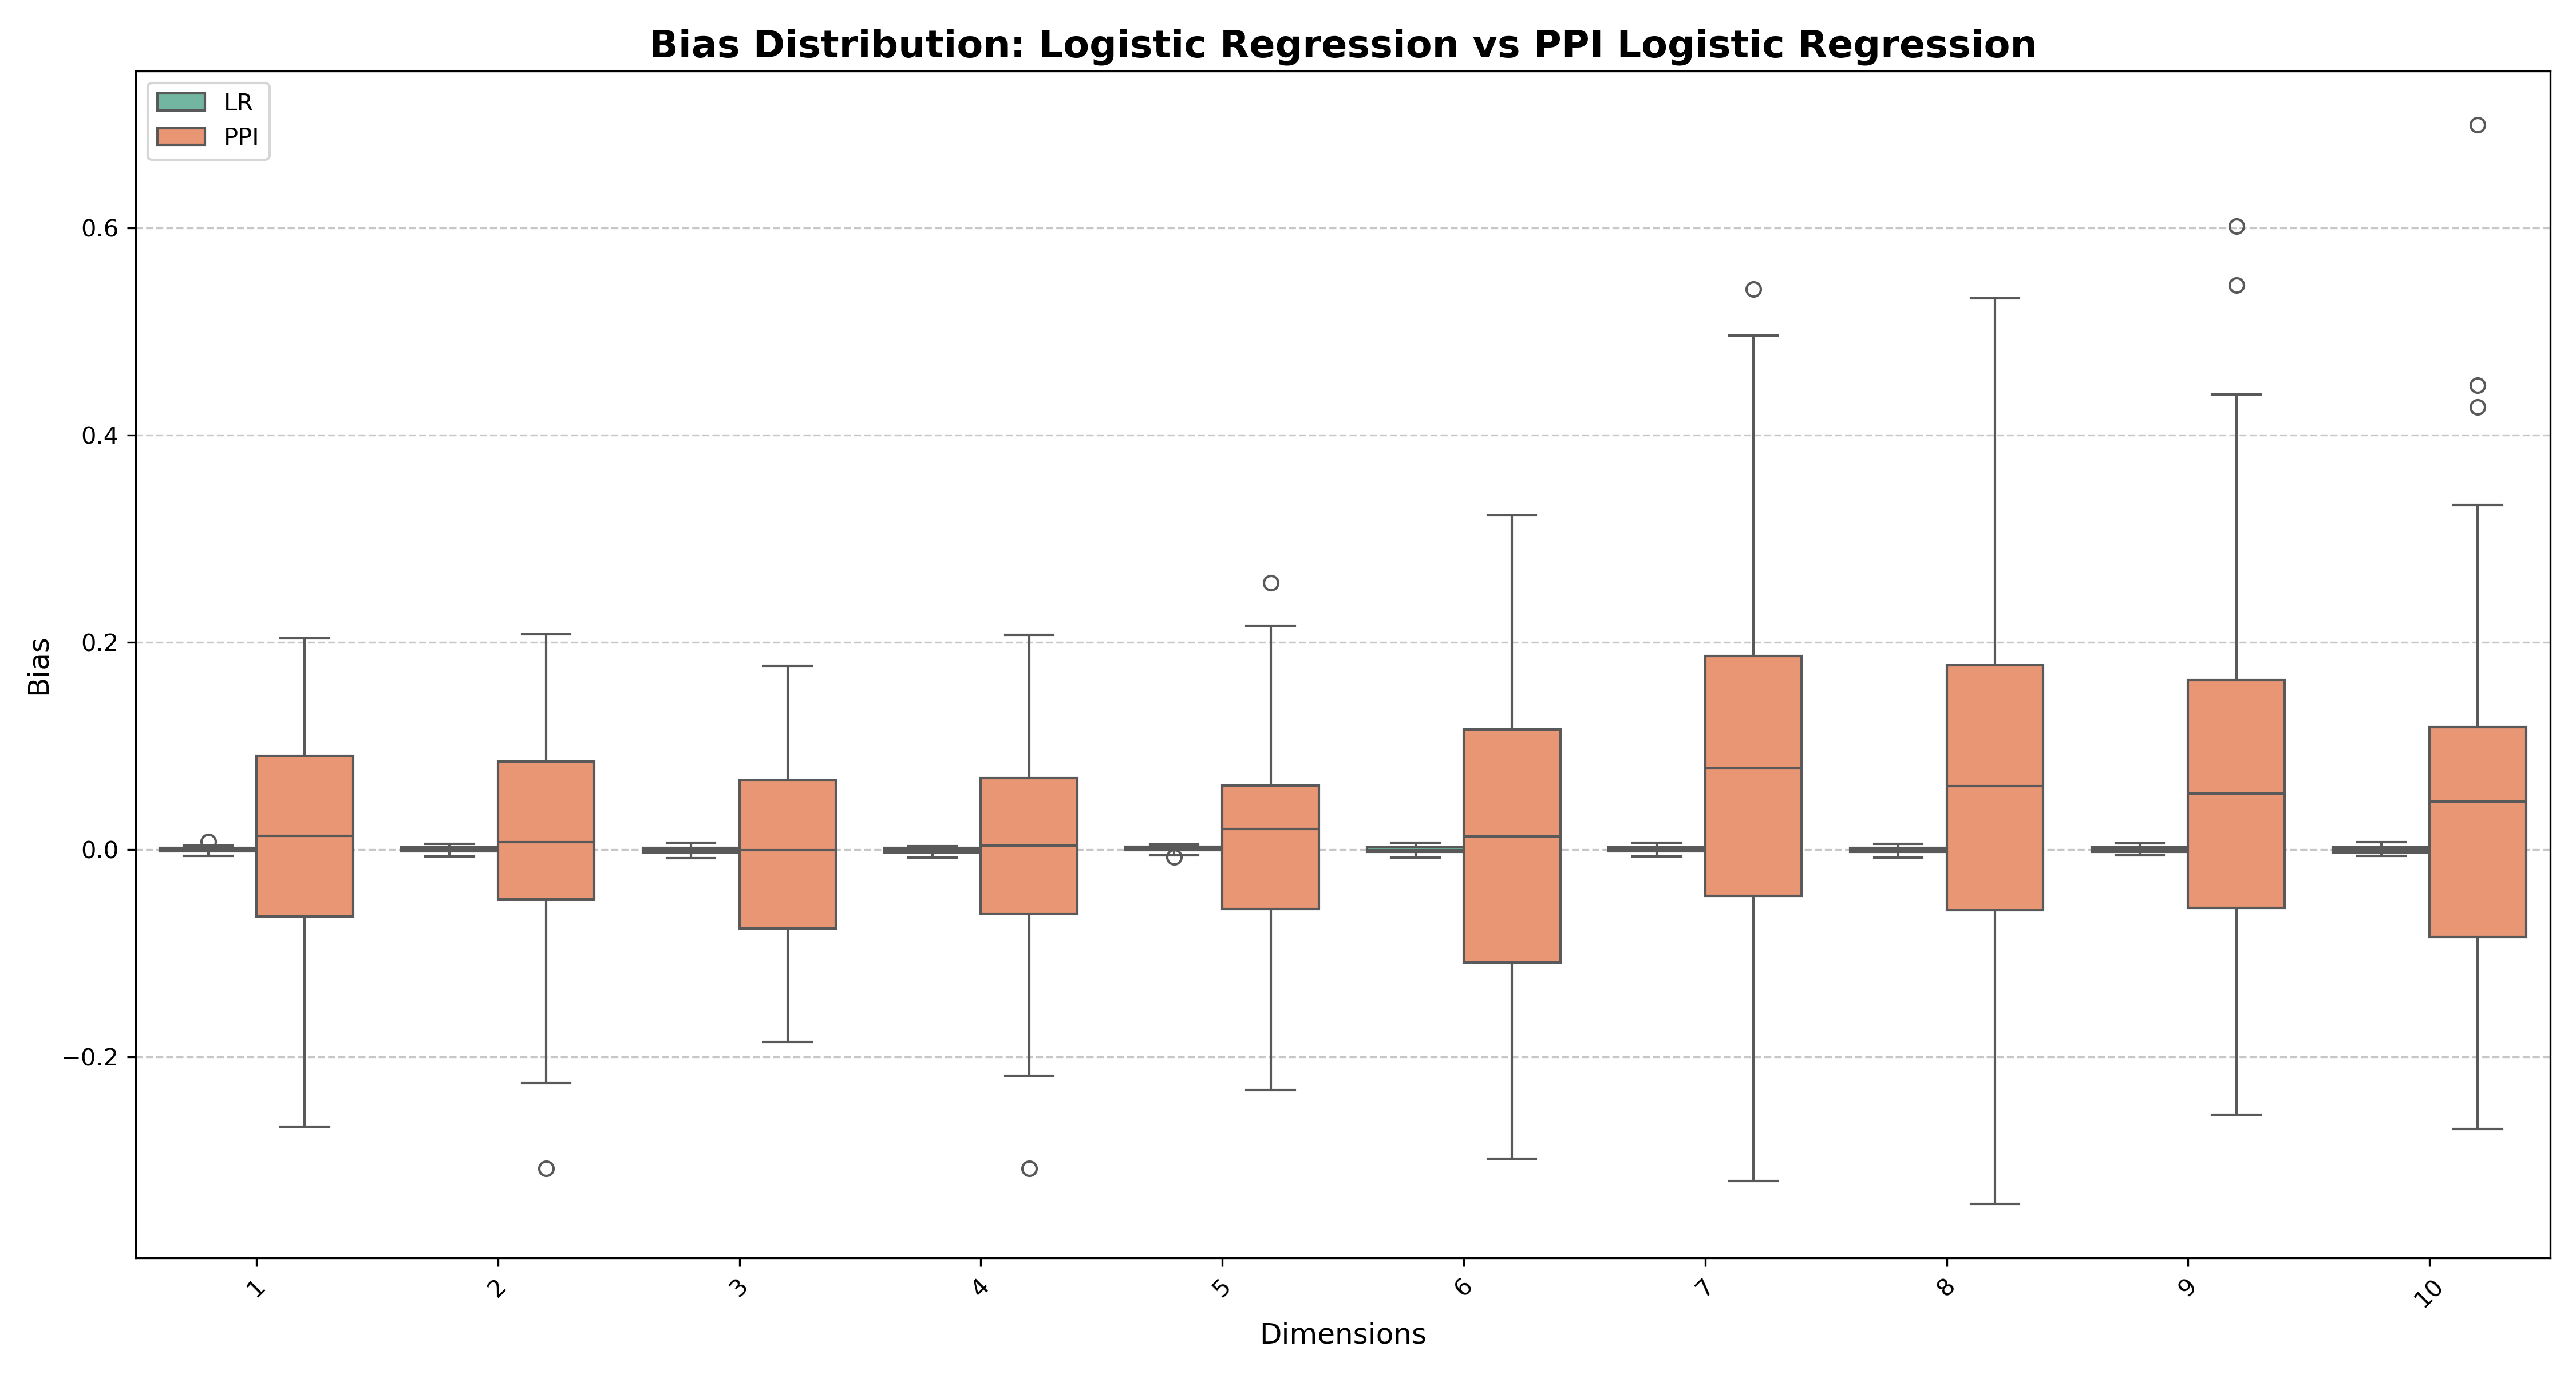 Bias Distribution: Logistic Regression vs PPI Logistic Regression
LR
PPI
0.6
0.4
0.2
0.0
−0.2
Bias
1 2 3 4 5 6 7 8 9 10
Dimensions